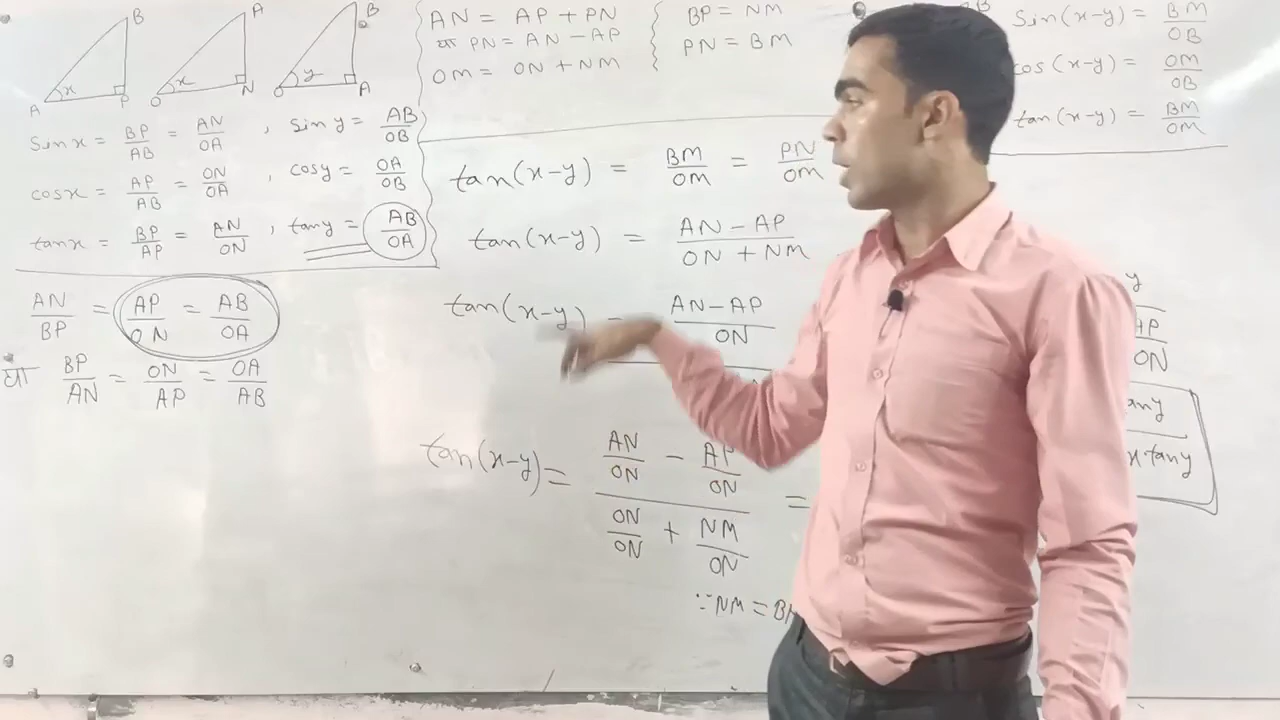 B A B
x x y
A P O N O A
Sin x = BP/AB = AN/OA , Sin y = AB/OB
cos x = AP/AB = ON/OA , cos y = OA/OB
tan x = BP/AP = AN/ON , tan y = AB/OA
AN/BP = AP/ON = AB/OA
या BP/AN = ON/AP = OA/AB
AN = AP + PN
या PN = AN - AP
OM = ON + NM
BP = NM
PN = BM
Sin(x-y) = BM/OB
cos(x-y) = OM/OB
tan(x-y) = BM/OM
tan(x-y) = BM/OM = PN/OM
tan(x-y) = AN - AP / ON + NM
tan(x-y) = AN-AP / ON
tan(x-y) = AN/ON - AP/ON / ON/ON + NM/ON =
∵ NM = B
y
ON
any
x tany